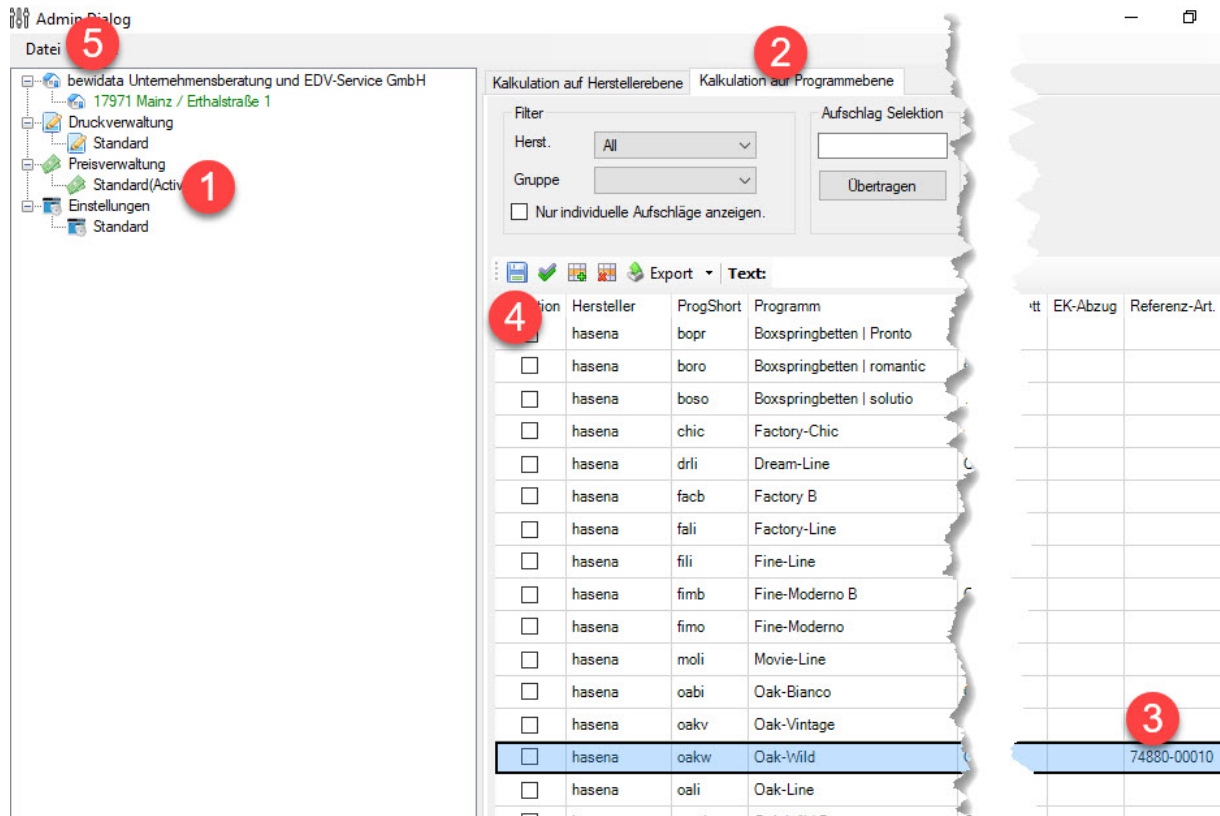 Admin Dialog
5
Datei
bewidata Unternehmensberatung und EDV-Service GmbH
17971 Mainz / Erthalstraße 1
Druckverwaltung
Standard
Preisverwaltung
Standard(Activ
1
Einstellungen
Standard
2
Kalkulation auf Herstellerebene
Kalkulation auf Programmebene
Filter
Herst.
All
Gruppe
Nur individuelle Aufschläge anzeigen.
Aufschlag Selektion
Übertragen
Export
Text:
4
tion Hersteller ProgShort Programm EK-Abzug Referenz-Art.
hasena bopr Boxspringbetten | Pronto
hasena boro Boxspringbetten | romantic
hasena boso Boxspringbetten | solutio
hasena chic Factory-Chic
hasena drli Dream-Line
hasena facb Factory B
hasena fali Factory-Line
hasena fili Fine-Line
hasena fimb Fine-Moderno B
hasena fimo Fine-Moderno
hasena moli Movie-Line
hasena oabi Oak-Bianco
hasena oakv Oak-Vintage
3
hasena oakw Oak-Wild 74880-00010
hasena oali Oak-Line